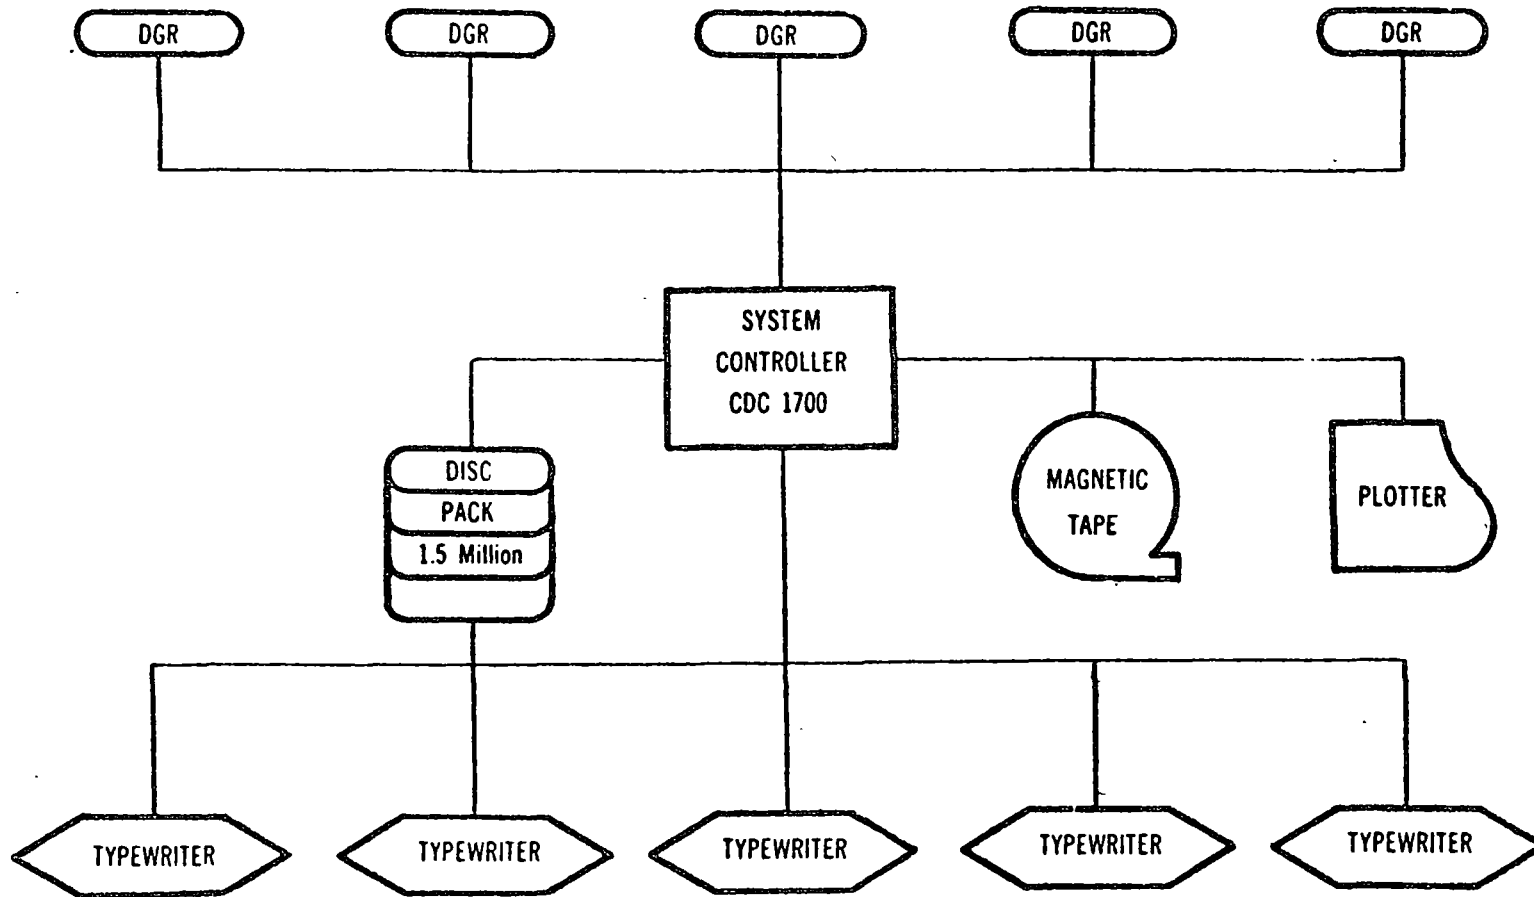 DGR
DGR
DGR
DGR
DGR
SYSTEM
CONTROLLER
CDC 1700
DISC
PACK
1.5 Million
MAGNETIC
TAPE
PLOTTER
TYPEWRITER
TYPEWRITER
TYPEWRITER
TYPEWRITER
TYPEWRITER